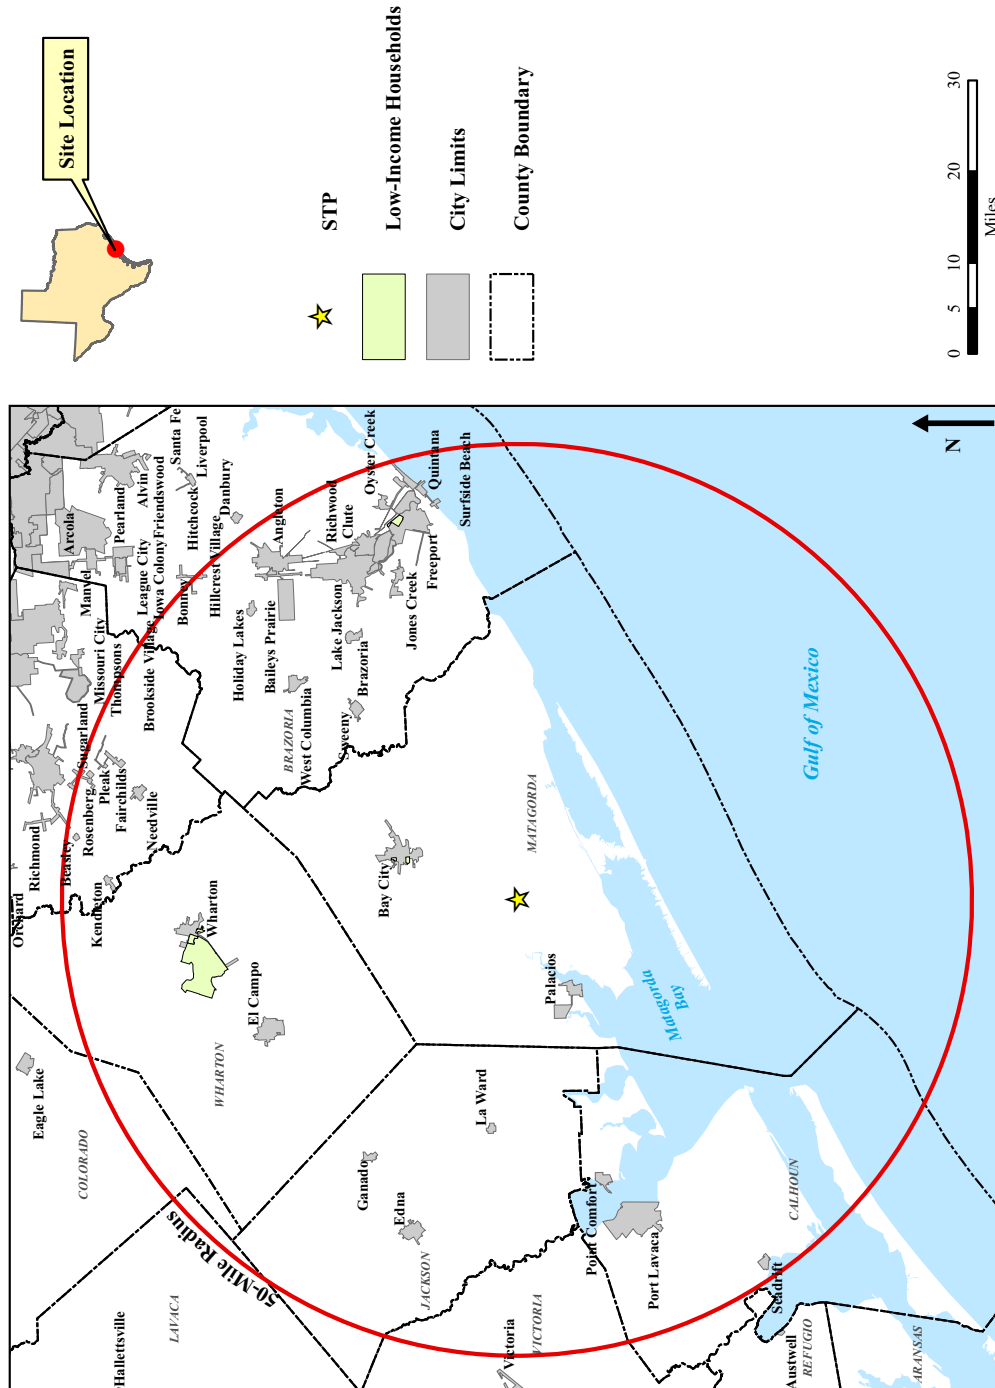 Site Location
STP
Low-Income Households
City Limits
County Boundary
0
5
10
20
30
Miles
N
Eagle Lake
COLORADO
Hallettsville
LAVACA
50-Mile Radius
Orchard
Richmond
Beasley
Kendleton
Rosenberg
Pleak
Fairchilds
Needville
Sugarland
Missouri City
Thompsons
Brookside Village
Manvel
Arcola
Pearland
League City
Iowa Colony
Alvin
Friendswood
Santa Fe
Hitchcock
Liverpool
Danbury
Bonney
Hillcrest Village
Holiday Lakes
Baileys Prairie
Angleton
BRAZORIA
West Columbia
Richwood
Clute
Lake Jackson
Brazoria
Sweeny
Oyster Creek
Jones Creek
Freeport
Quintana
Surfside Beach
Wharton
El Campo
WHARTON
Bay City
MATAGORDA
Palacios
Matagorda
Bay
Gulf of Mexico
Ganado
Edna
La Ward
JACKSON
Point Comfort
Port Lavaca
CALHOUN
Seadrift
Victoria
VICTORIA
Austwell
REFUGIO
ARANSAS